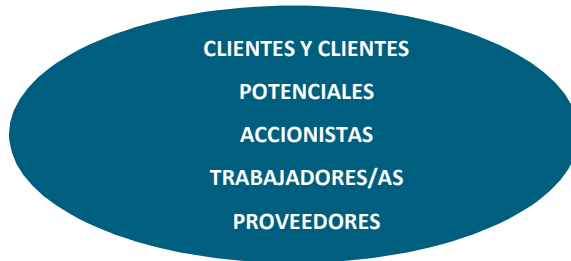 CLIENTES Y CLIENTES
POTENCIALES
ACCIONISTAS
TRABAJADORES/AS
PROVEEDORES